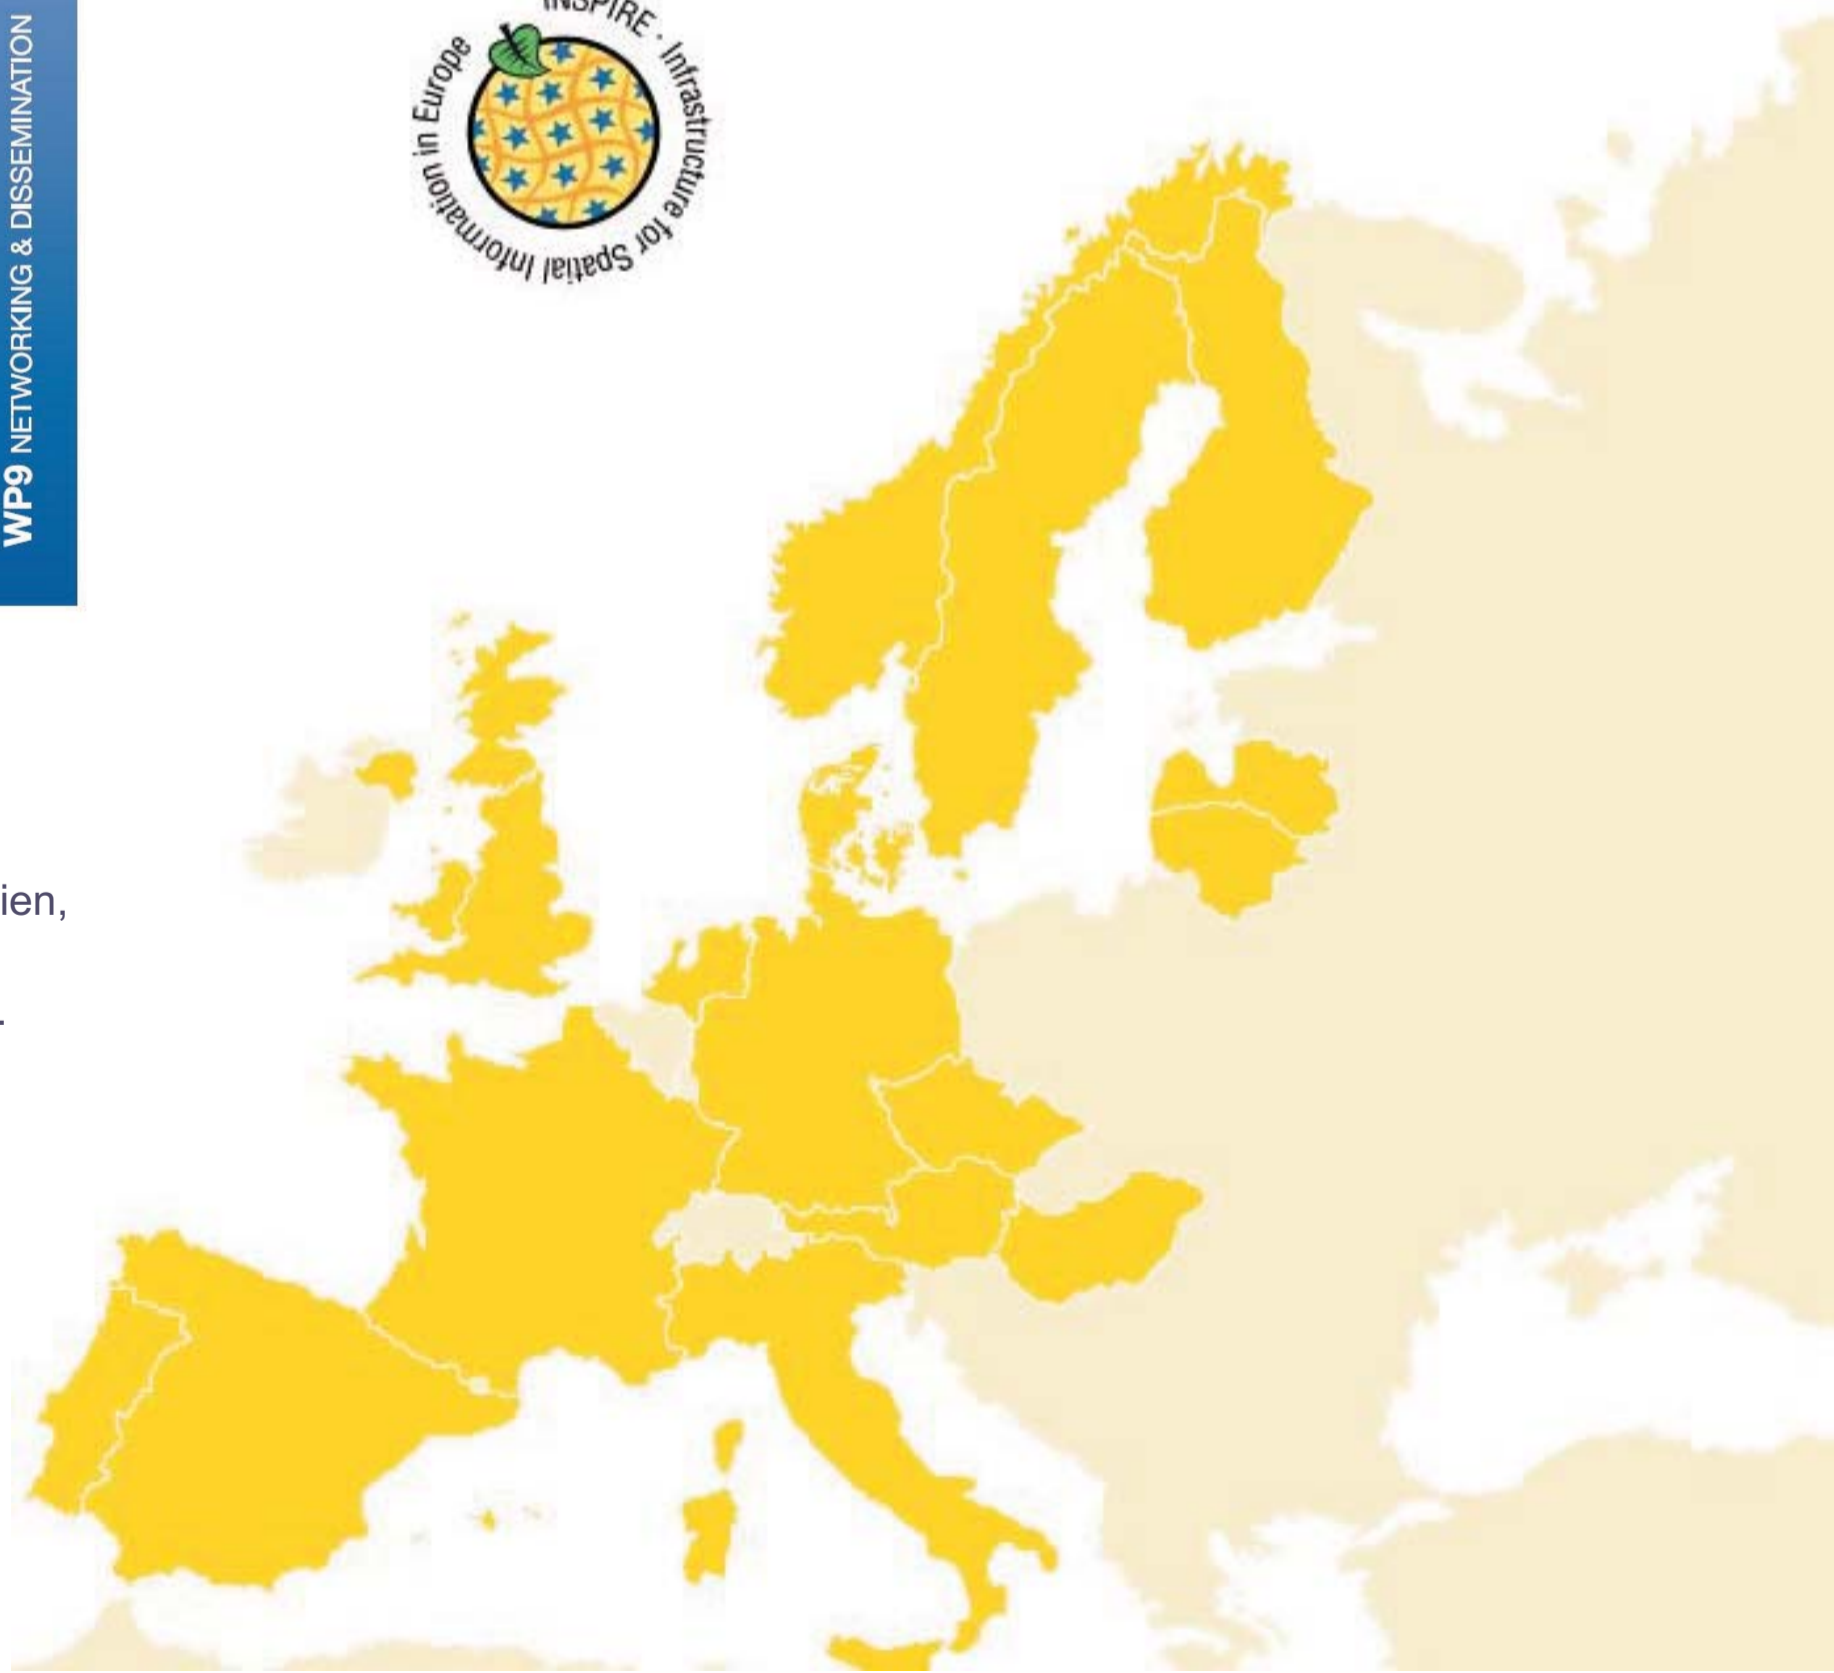 WP9 NETWORKING & DISSEMINATION
INSPIRE · Infrastructure for Spatial Information in Europe
ien,
.